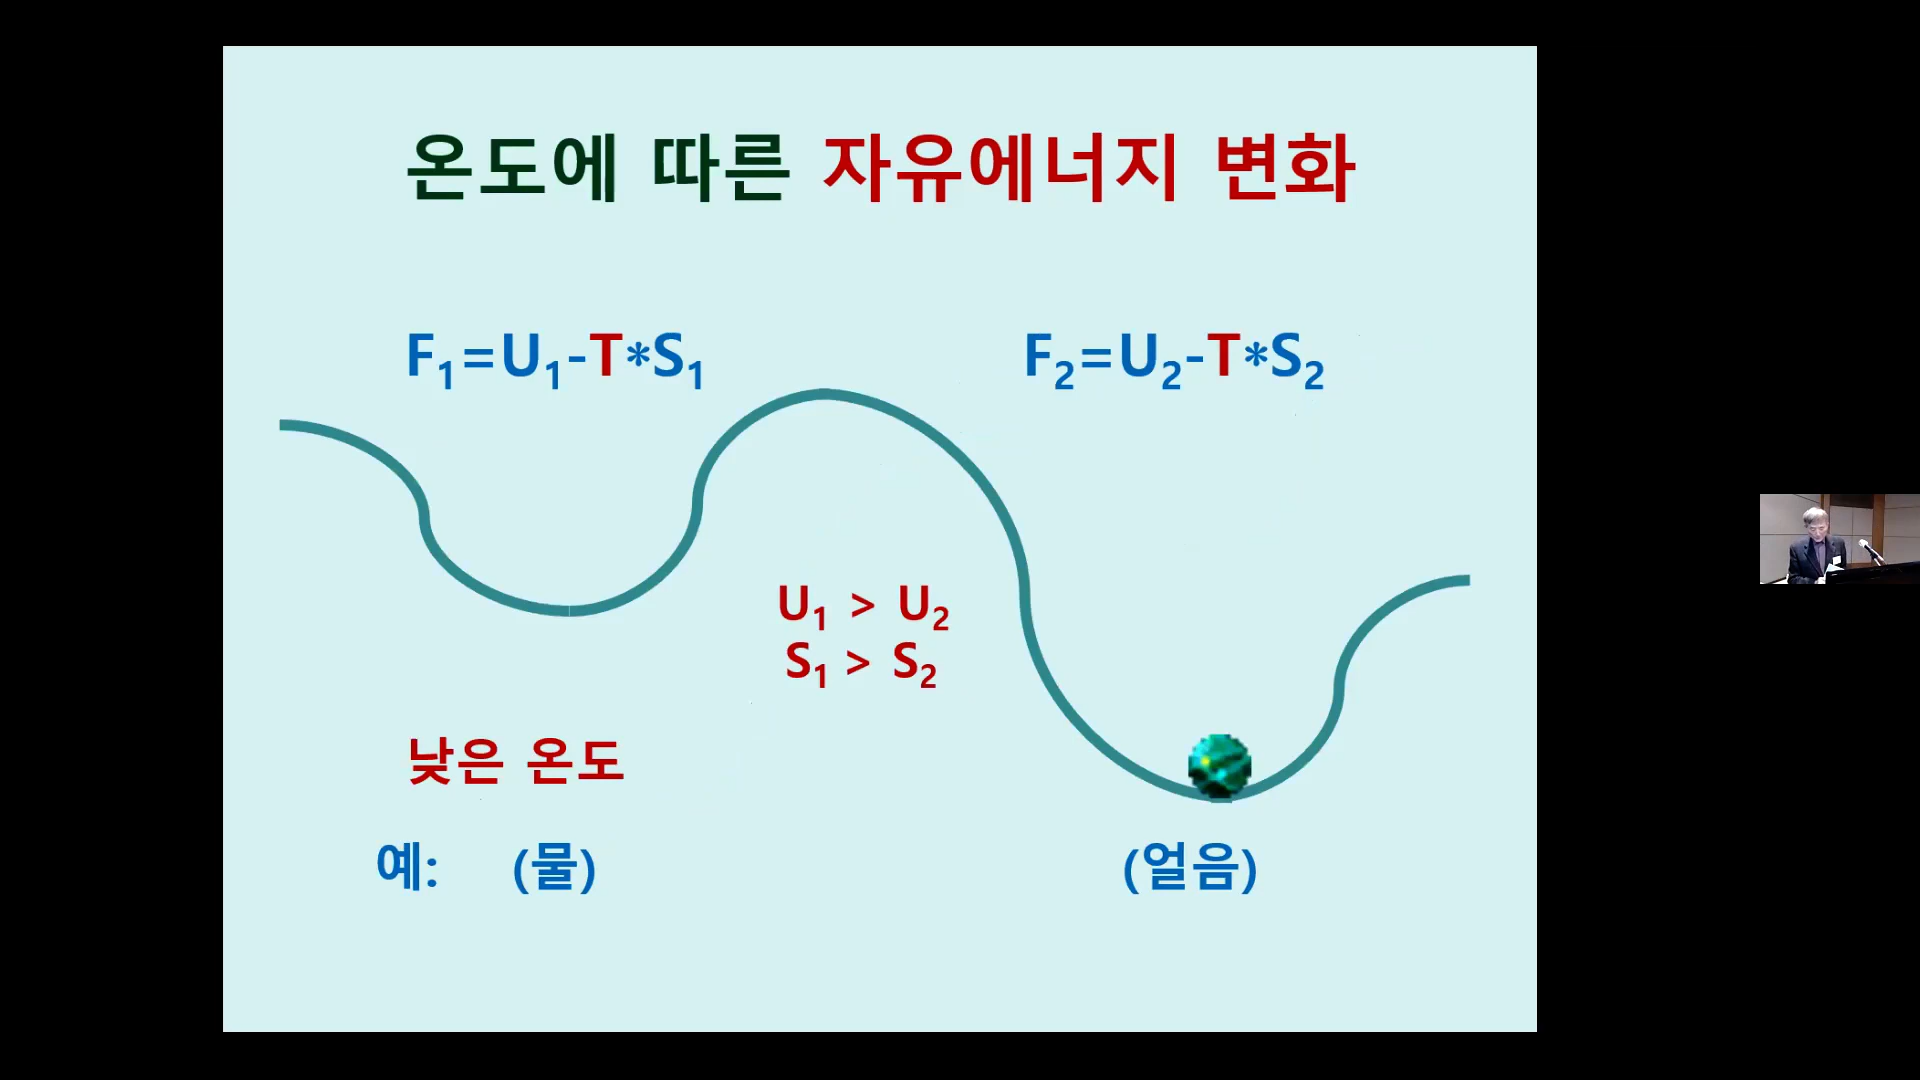 온도에 따른 자유에너지 변화
F₁=U₁-T*S₁
F₂=U₂-T*S₂
U₁ > U₂
S₁ > S₂
낮은 온도
예: (물) (얼음)